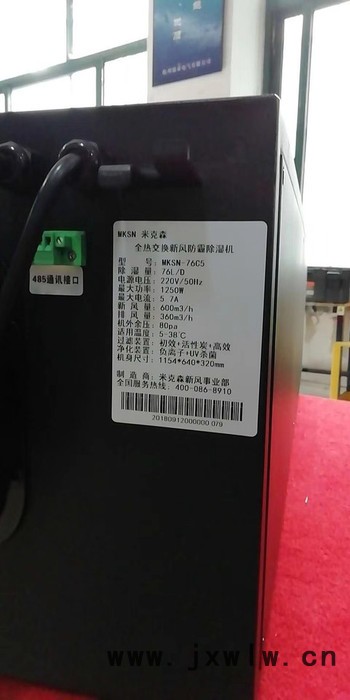 485通讯接口
MKSN 米克森
全热交换新风防霾除湿机
型 号: MKSN-76C5
除 湿 量: 76L/D
电源电压: 220V/50Hz
最大功率: 1250W
最大电流: 5.7A
新 风 量: 600m3/h
排 风 量: 360m3/h
机外余压: 80pa
适用温度: 5-38℃
过滤装置: 初效+活性炭+高效
净化装置: 负离子+UV杀菌
机身尺寸: 1154*640*320mm
制 造 商: 米克森新风事业部
全国服务热线: 400-086-8910
20180912000000 079
www.jxwlw.cn